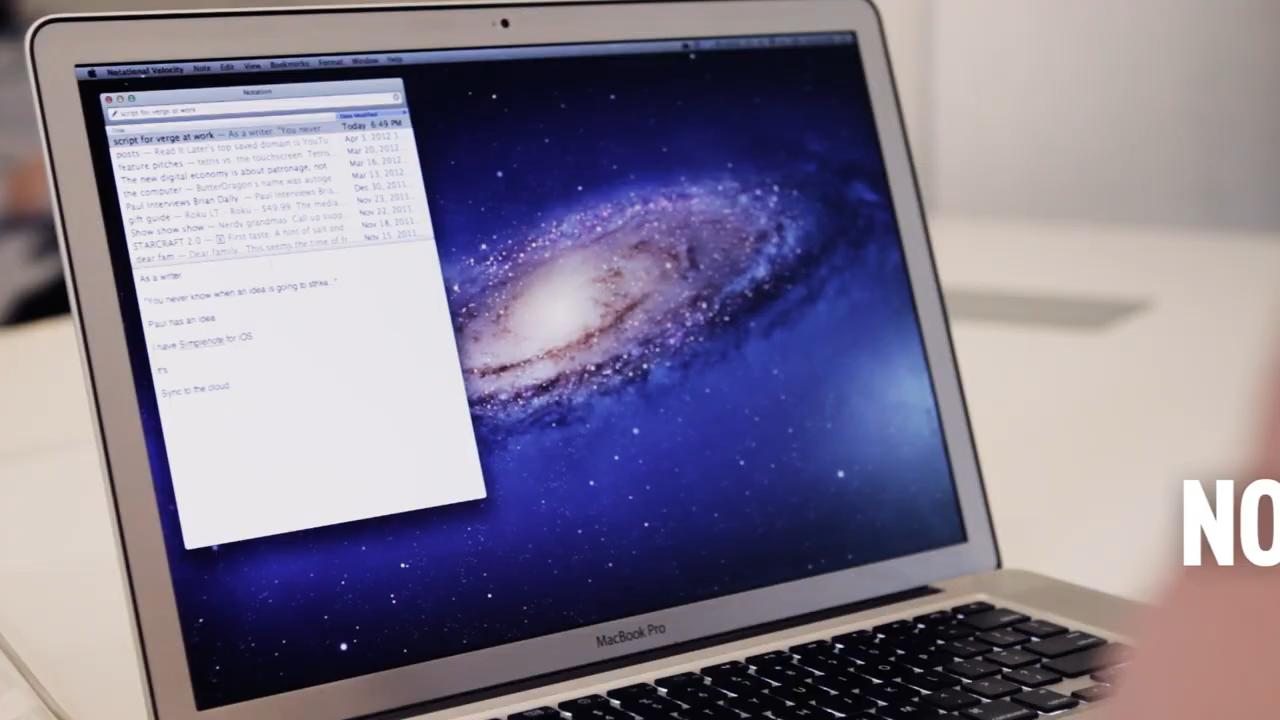 Notational Velocity Note Edit View Bookmarks Format Window Help
Notation
script for verge at work
Title Date Modified
script for verge at work — As a writer. "You never Today 6:49 PM
posts — Read It Later's top saved domain is YouTu Apr 3, 2012
feature pitches — tetris vs. the touchscreen. Tetris... Mar 20, 2012
The new digital economy is about patronage, not Mar 16, 2012...
the computer — ButterDragon's name was autoge Mar 13, 2012...
Paul Interviews Brian Dally — Paul Interviews Bria... Dec 30, 2011...
gift guide — Roku LT - Roku - $49.99 The media Nov 23, 2011...
Show show show — Nerdy grandmas. Call up supp... Nov 22, 2011...
STARCRAFT 2.0 — First taste. A hint of salt and Nov 18, 2011...
dear fam — Dear family, This seems the time of fr... Nov 15, 2011...
As a writer
"You never know when an idea is going to strike..."
Paul has an idea
I have Simplenote for iOS
It's
Sync to the cloud
MacBook Pro
NO